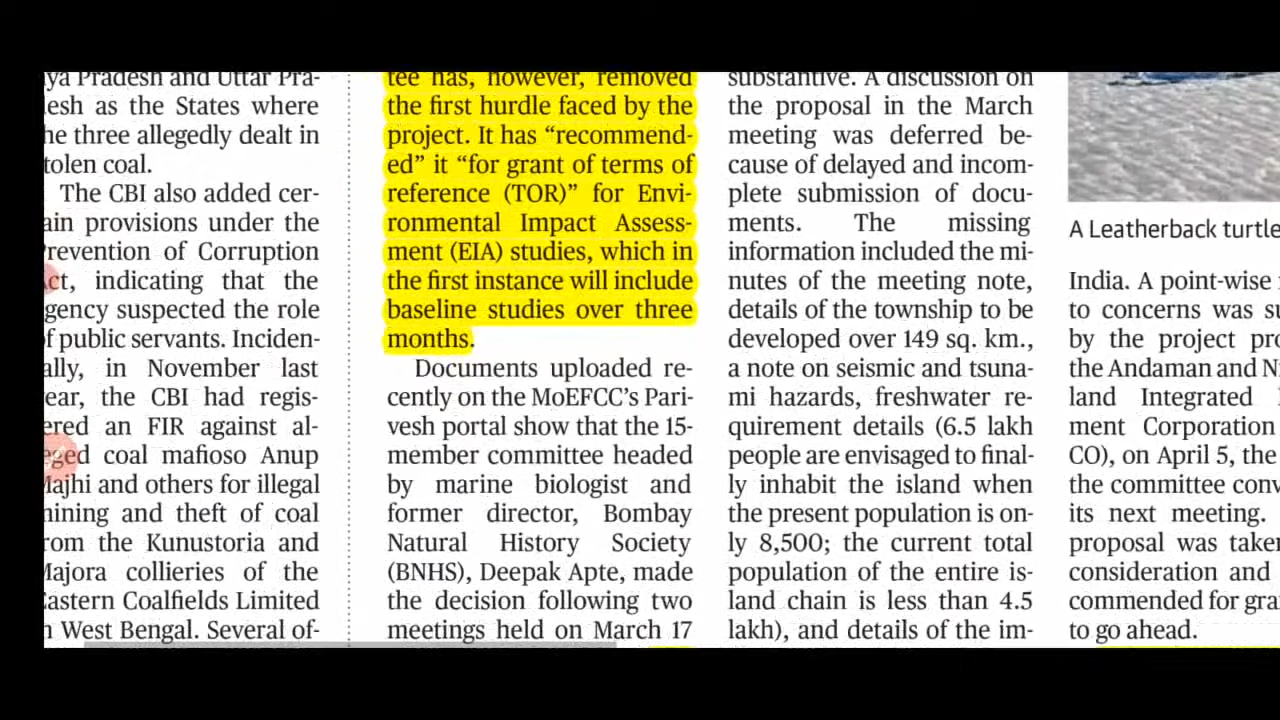 ya Pradesh and Uttar Pra-
esh as the States where
he three allegedly dealt in
tolen coal.
The CBI also added cer-
ain provisions under the
revention of Corruption
ct, indicating that the
gency suspected the role
f public servants. Inciden-
ally, in November last
ear, the CBI had regis-
ered an FIR against al-
eged coal mafioso Anup
Majhi and others for illegal
mining and theft of coal
rom the Kunustoria and
Majora collieries of the
Eastern Coalfields Limited
n West Bengal. Several of-
tee has, however, removed
the first hurdle faced by the
project. It has “recommend-
ed” it “for grant of terms of
reference (TOR)” for Envi-
ronmental Impact Assess-
ment (EIA) studies, which in
the first instance will include
baseline studies over three
months.
Documents uploaded re-
cently on the MoEFCC’s Pari-
vesh portal show that the 15-
member committee headed
by marine biologist and
former director, Bombay
Natural History Society
(BNHS), Deepak Apte, made
the decision following two
meetings held on March 17
substantive. A discussion on
the proposal in the March
meeting was deferred be-
cause of delayed and incom-
plete submission of docu-
ments. The missing
information included the mi-
nutes of the meeting note,
details of the township to be
developed over 149 sq. km.,
a note on seismic and tsuna-
mi hazards, freshwater re-
quirement details (6.5 lakh
people are envisaged to final-
ly inhabit the island when
the present population is on-
ly 8,500; the current total
population of the entire is-
land chain is less than 4.5
lakh), and details of the im-
A Leatherback turtle
India. A point-wise
to concerns was su
by the project pro
the Andaman and Ni
land Integrated
ment Corporation
CO), on April 5, the
the committee conv
its next meeting.
proposal was taken
consideration and
commended for gra
to go ahead.